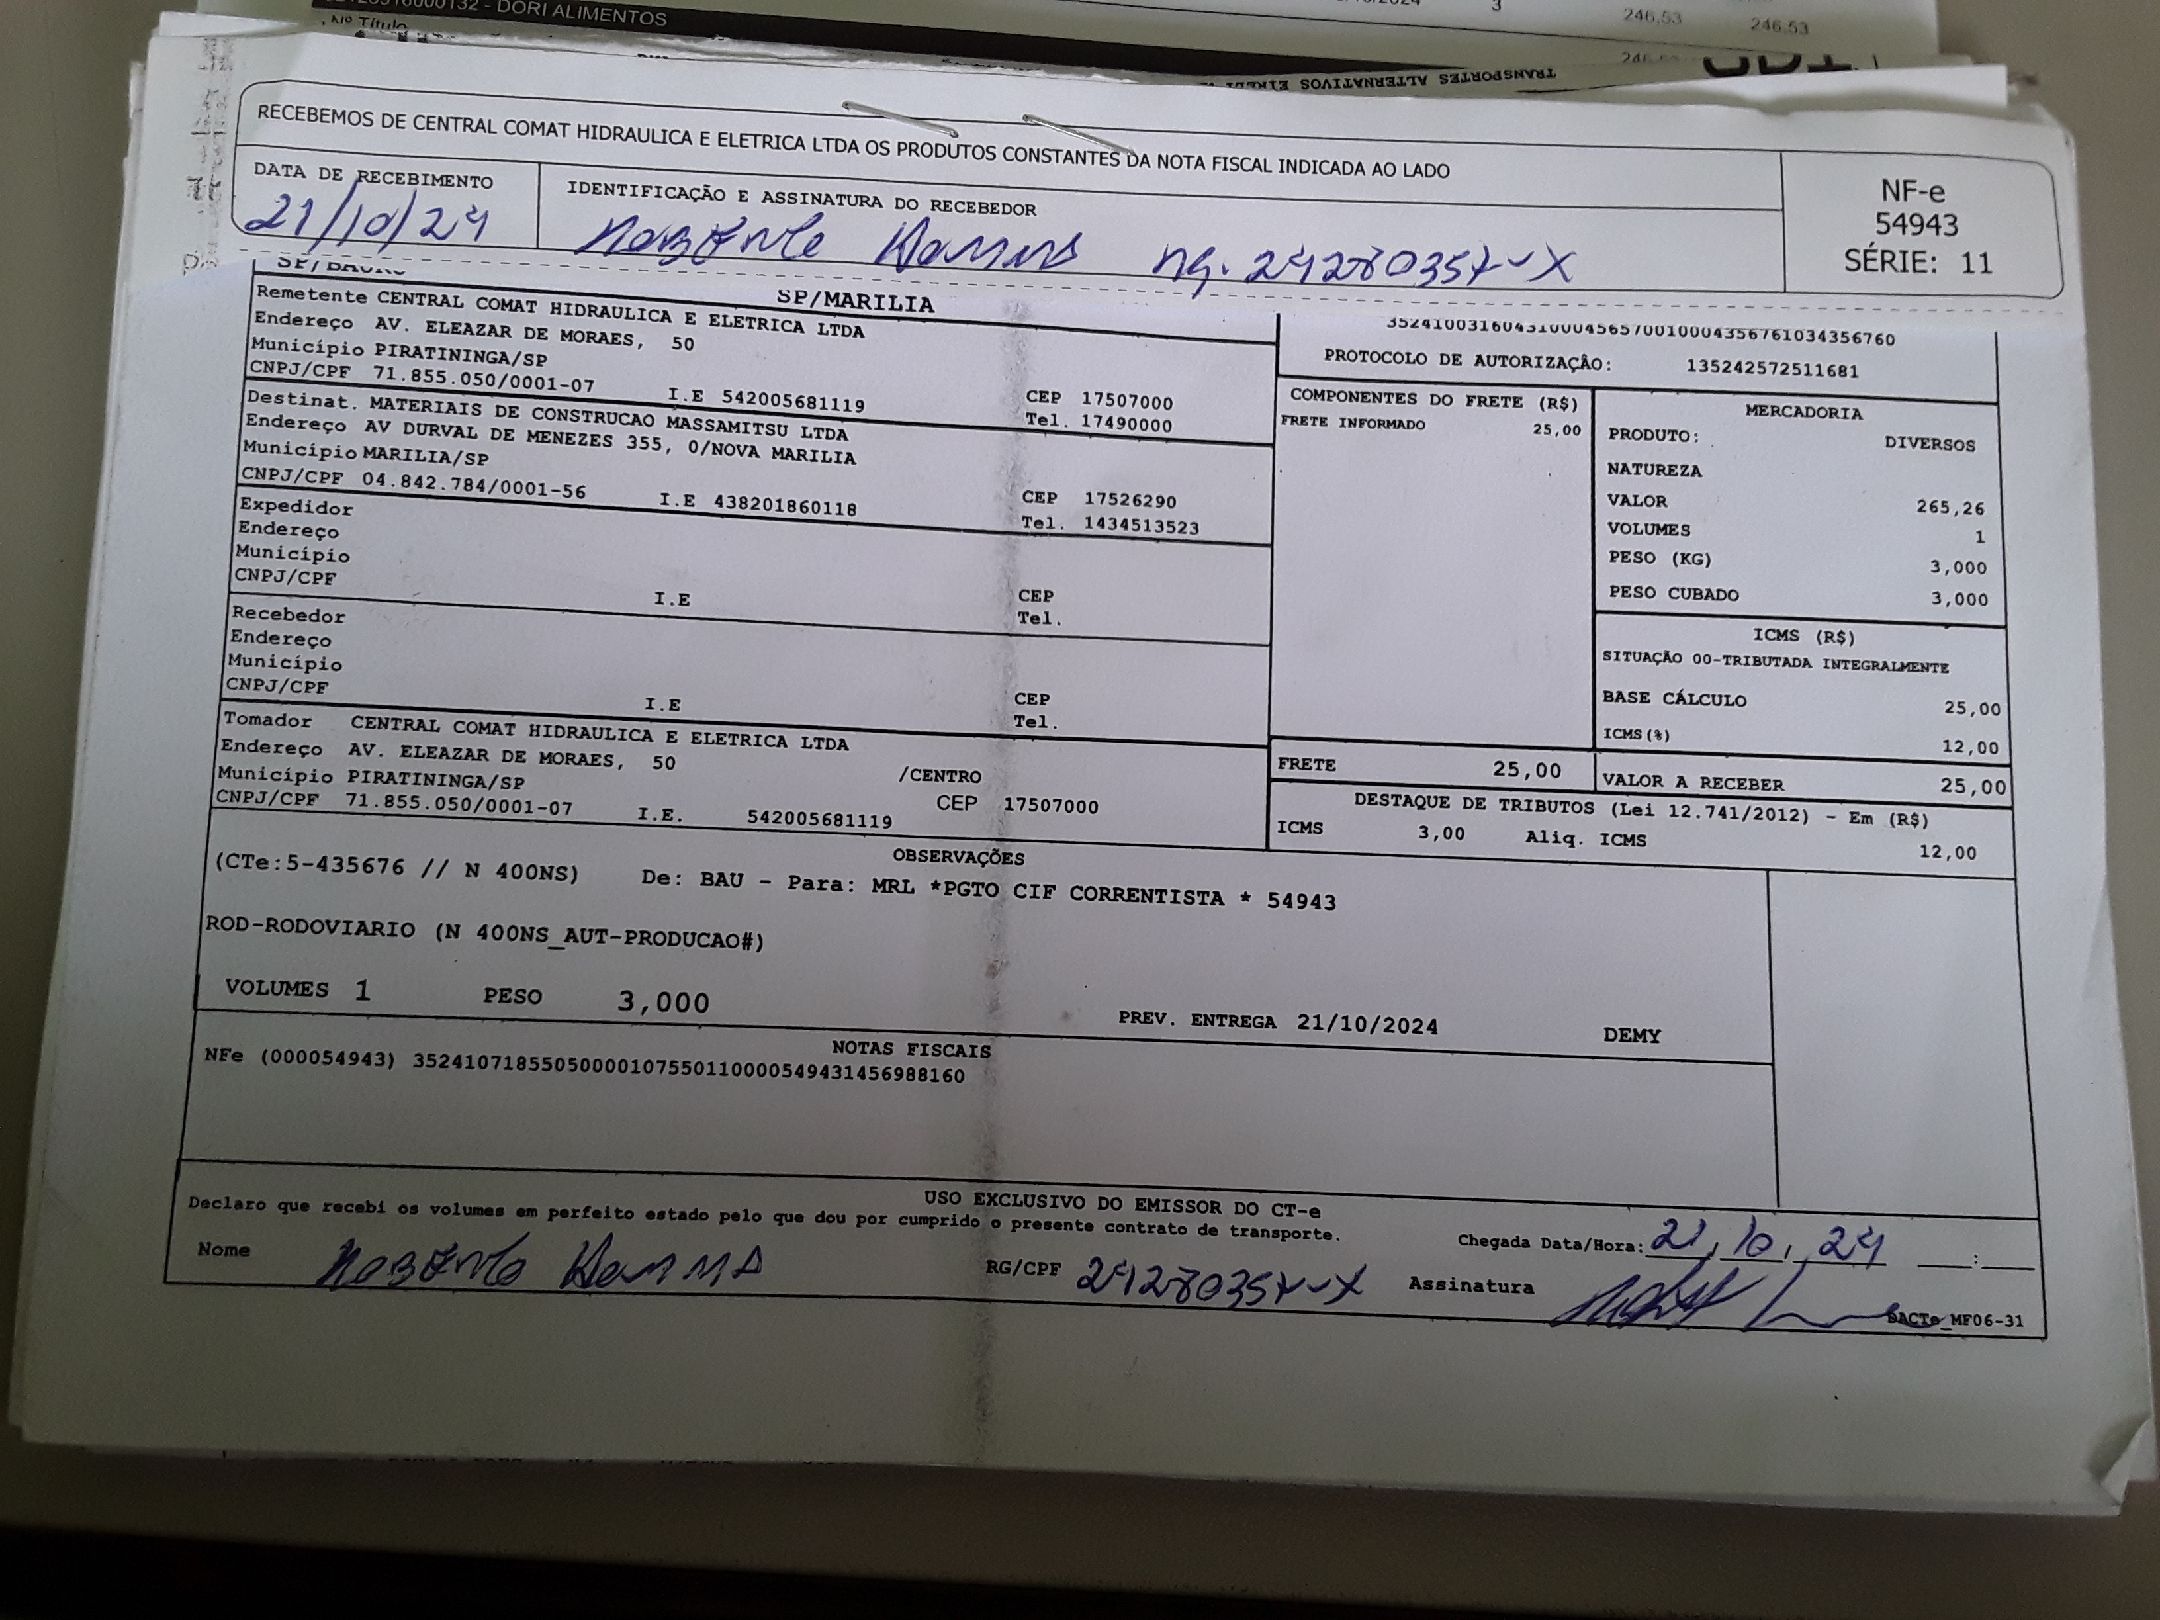 000132 - DORI ALIMENTOS
3
246,53
246,53
Nº Título
TRANSPORTES ALTERNATIVOS
RECEBEMOS DE CENTRAL COMAT HIDRAULICA E ELETRICA LTDA OS PRODUTOS CONSTANTES DA NOTA FISCAL INDICADA AO LADO
DATA DE RECEBIMENTO
21/10/24
IDENTIFICAÇÃO E ASSINATURA DO RECEBEDOR
NF-e
54943
SÉRIE: 11
SP/MARILIA
Remetente CENTRAL COMAT HIDRAULICA E ELETRICA LTDA
Endereço AV. ELEAZAR DE MORAES, 50
Município PIRATININGA/SP
CEP 17507000
CNPJ/CPF 71.855.050/0001-07 I.E 542005681119 Tel. 17490000
Destinat. MATERIAIS DE CONSTRUCAO MASSAMITSU LTDA
Endereço AV DURVAL DE MENEZES 355, 0/NOVA MARILIA
Município MARILIA/SP CEP 17526290
CNPJ/CPF 04.842.784/0001-56 I.E 438201860118 Tel. 1434513523
Expedidor
Endereço
Município CEP
CNPJ/CPF I.E Tel.
Recebedor
Endereço
Município CEP
CNPJ/CPF I.E Tel.
Tomador CENTRAL COMAT HIDRAULICA E ELETRICA LTDA
Endereço AV. ELEAZAR DE MORAES, 50 /CENTRO
Município PIRATININGA/SP CEP 17507000
CNPJ/CPF 71.855.050/0001-07 I.E. 542005681119
PROTOCOLO DE AUTORIZAÇÂO: 135242572511681
COMPONENTES DO FRETE (R$)
FRETE INFORMADO 25,00
MERCADORIA
PRODUTO: DIVERSOS
NATUREZA
VALOR 265,26
VOLUMES 1
PESO (KG) 3,000
PESO CUBADO 3,000
ICMS (R$)
SITUAÇÃO 00-TRIBUTADA INTEGRALMENTE
BASE CÁLCULO 25,00
ICMS(%) 12,00
FRETE 25,00
VALOR A RECEBER 25,00
DESTAQUE DE TRIBUTOS (Lei 12.741/2012) - Em (R$)
ICMS 3,00 Aliq. ICMS 12,00
OBSERVAÇÕES
(CTe:5-435676 // N 400NS) De: BAU - Para: MRL *PGTO CIF CORRENTISTA * 54943
ROD-RODOVIARIO (N 400NS_AUT-PRODUCAO#)
VOLUMES 1 PESO 3,000 PREV. ENTREGA 21/10/2024 DEMY
NOTAS FISCAIS
NFe (000054943) 35241071855050000107550110000549431456988160
USO EXCLUSIVO DO EMISSOR DO CT-e
Declaro que recebi os volumes em perfeito estado pelo que dou por cumprido o presente contrato de transporte.
Chegada Data/Hora: 21, 10, 24 :
Nome
RG/CPF
Assinatura
DACTe_MF06-31